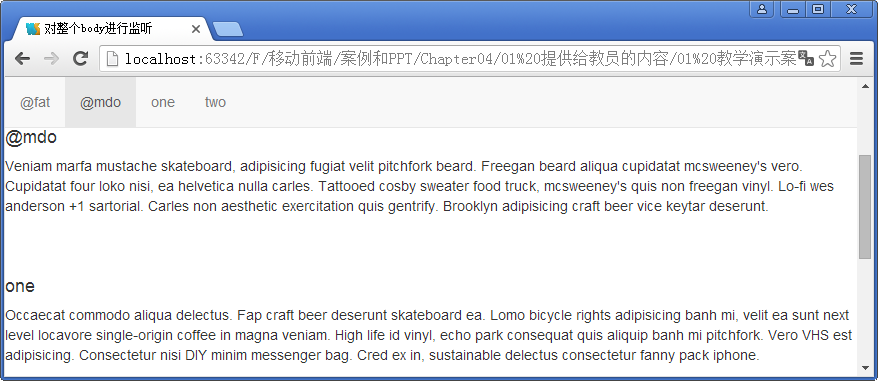 对整个body进行监听
localhost:63342/F/移动前端/案例和PPT/Chapter04/01%20提供给教员的内容/01%20教学演示案
@fat @mdo one two
@mdo
Veniam marfa mustache skateboard, adipisicing fugiat velit pitchfork beard. Freegan beard aliqua cupidatat mcsweeney's vero.
Cupidatat four loko nisi, ea helvetica nulla carles. Tattooed cosby sweater food truck, mcsweeney's quis non freegan vinyl. Lo-fi wes
anderson +1 sartorial. Carles non aesthetic exercitation quis gentrify. Brooklyn adipisicing craft beer vice keytar deserunt.
one
Occaecat commodo aliqua delectus. Fap craft beer deserunt skateboard ea. Lomo bicycle rights adipisicing banh mi, velit ea sunt next
level locavore single-origin coffee in magna veniam. High life id vinyl, echo park consequat quis aliquip banh mi pitchfork. Vero VHS est
adipisicing. Consectetur nisi DIY minim messenger bag. Cred ex in, sustainable delectus consectetur fanny pack iphone.